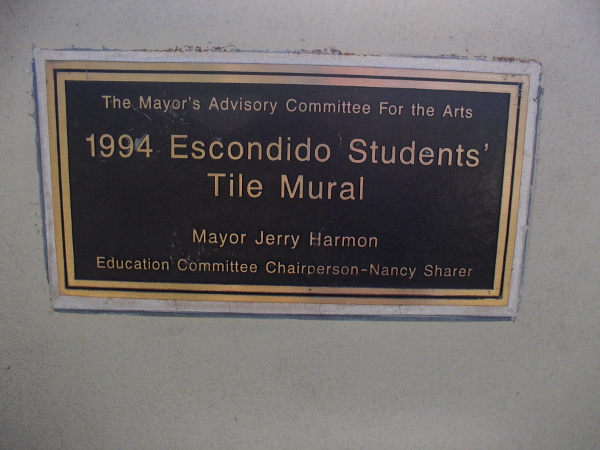 The Mayor's Advisory Committee For the Arts
1994 Escondido Students'
Tile Mural
Mayor Jerry Harmon
Education Committee Chairperson-Nancy Sharer